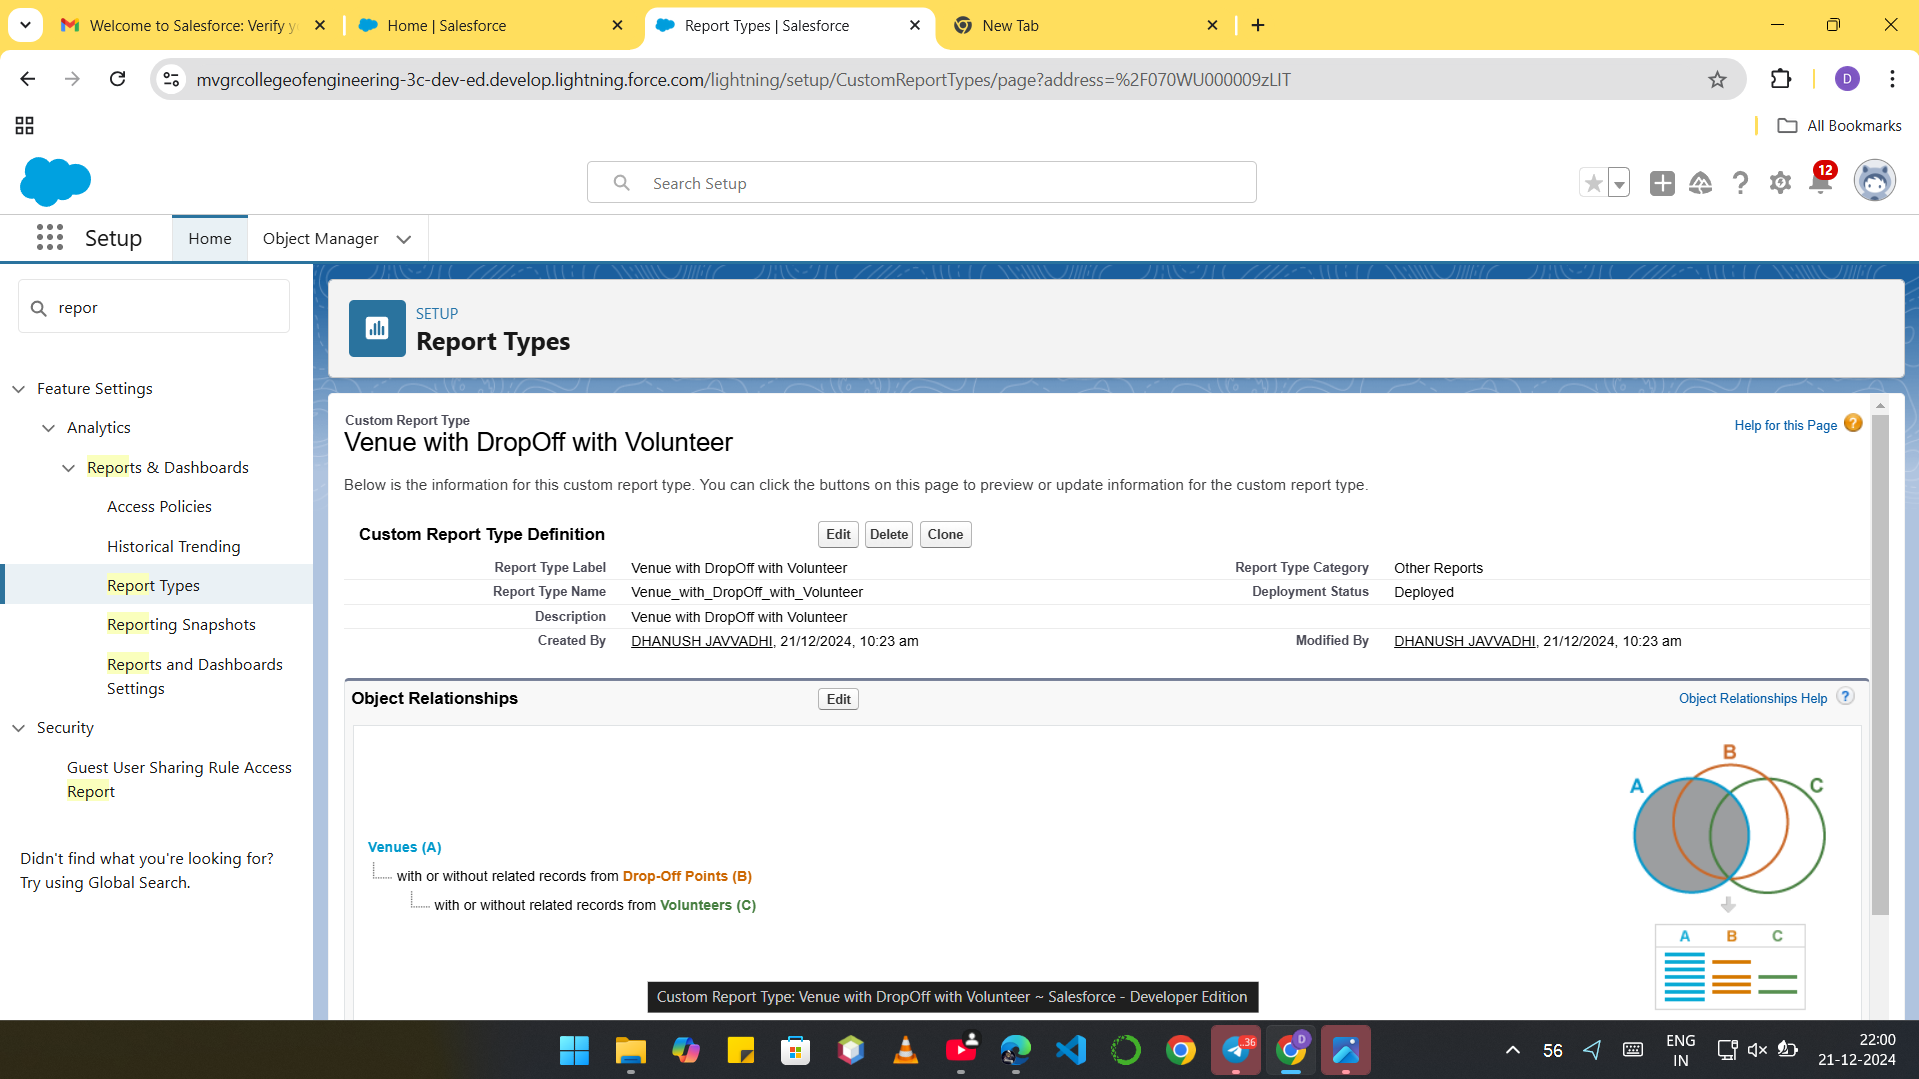 Welcome to Salesforce: Verify y
Home | Salesforce
Report Types | Salesforce
New Tab
mvgrcollegeofengineering-3c-dev-ed.develop.lightning.force.com/lightning/setup/CustomReportTypes/page?address=%2F070WU000009zLIT
D
All Bookmarks
Search Setup
12
Setup
Home
Object Manager
repor
Feature Settings
Analytics
Reports & Dashboards
Access Policies
Historical Trending
Report Types
Reporting Snapshots
Reports and Dashboards
Settings
Security
Guest User Sharing Rule Access
Report
Didn't find what you're looking for?
Try using Global Search.
SETUP
Report Types
Custom Report Type
Venue with DropOff with Volunteer
Help for this Page ?
Below is the information for this custom report type. You can click the buttons on this page to preview or update information for the custom report type.
Custom Report Type Definition
Edit Delete Clone
Report Type Label Venue with DropOff with Volunteer Report Type Category Other Reports
Report Type Name Venue_with_DropOff_with_Volunteer Deployment Status Deployed
Description Venue with DropOff with Volunteer
Created By DHANUSH JAVVADHI, 21/12/2024, 10:23 am Modified By DHANUSH JAVVADHI, 21/12/2024, 10:23 am
Object Relationships Edit Object Relationships Help ?
Venues (A)
with or without related records from Drop-Off Points (B)
with or without related records from Volunteers (C)
B
A C
A B C
Custom Report Type: Venue with DropOff with Volunteer ~ Salesforce - Developer Edition
..36
D
56
ENG
IN
22:00
21-12-2024